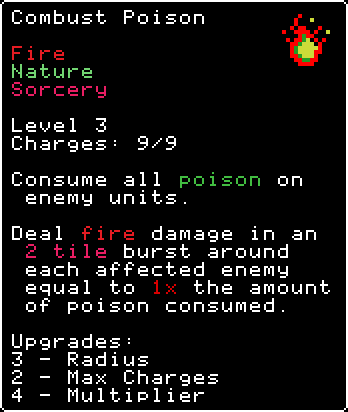 Combust Poison
Fire
Nature
Sorcery
Level 3
Charges: 9/9
Consume all poison on
enemy units.
Deal fire damage in an
2 tile burst around
each affected enemy
equal to 1x the amount
of poison consumed.
Upgrades:
3 - Radius
2 - Max Charges
4 - Multiplier